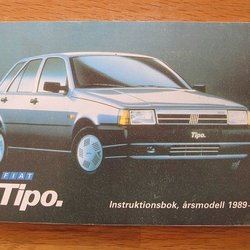 Tipo.
FIAT
Tipo.
Instruktionsbok, årsmodell 1989-